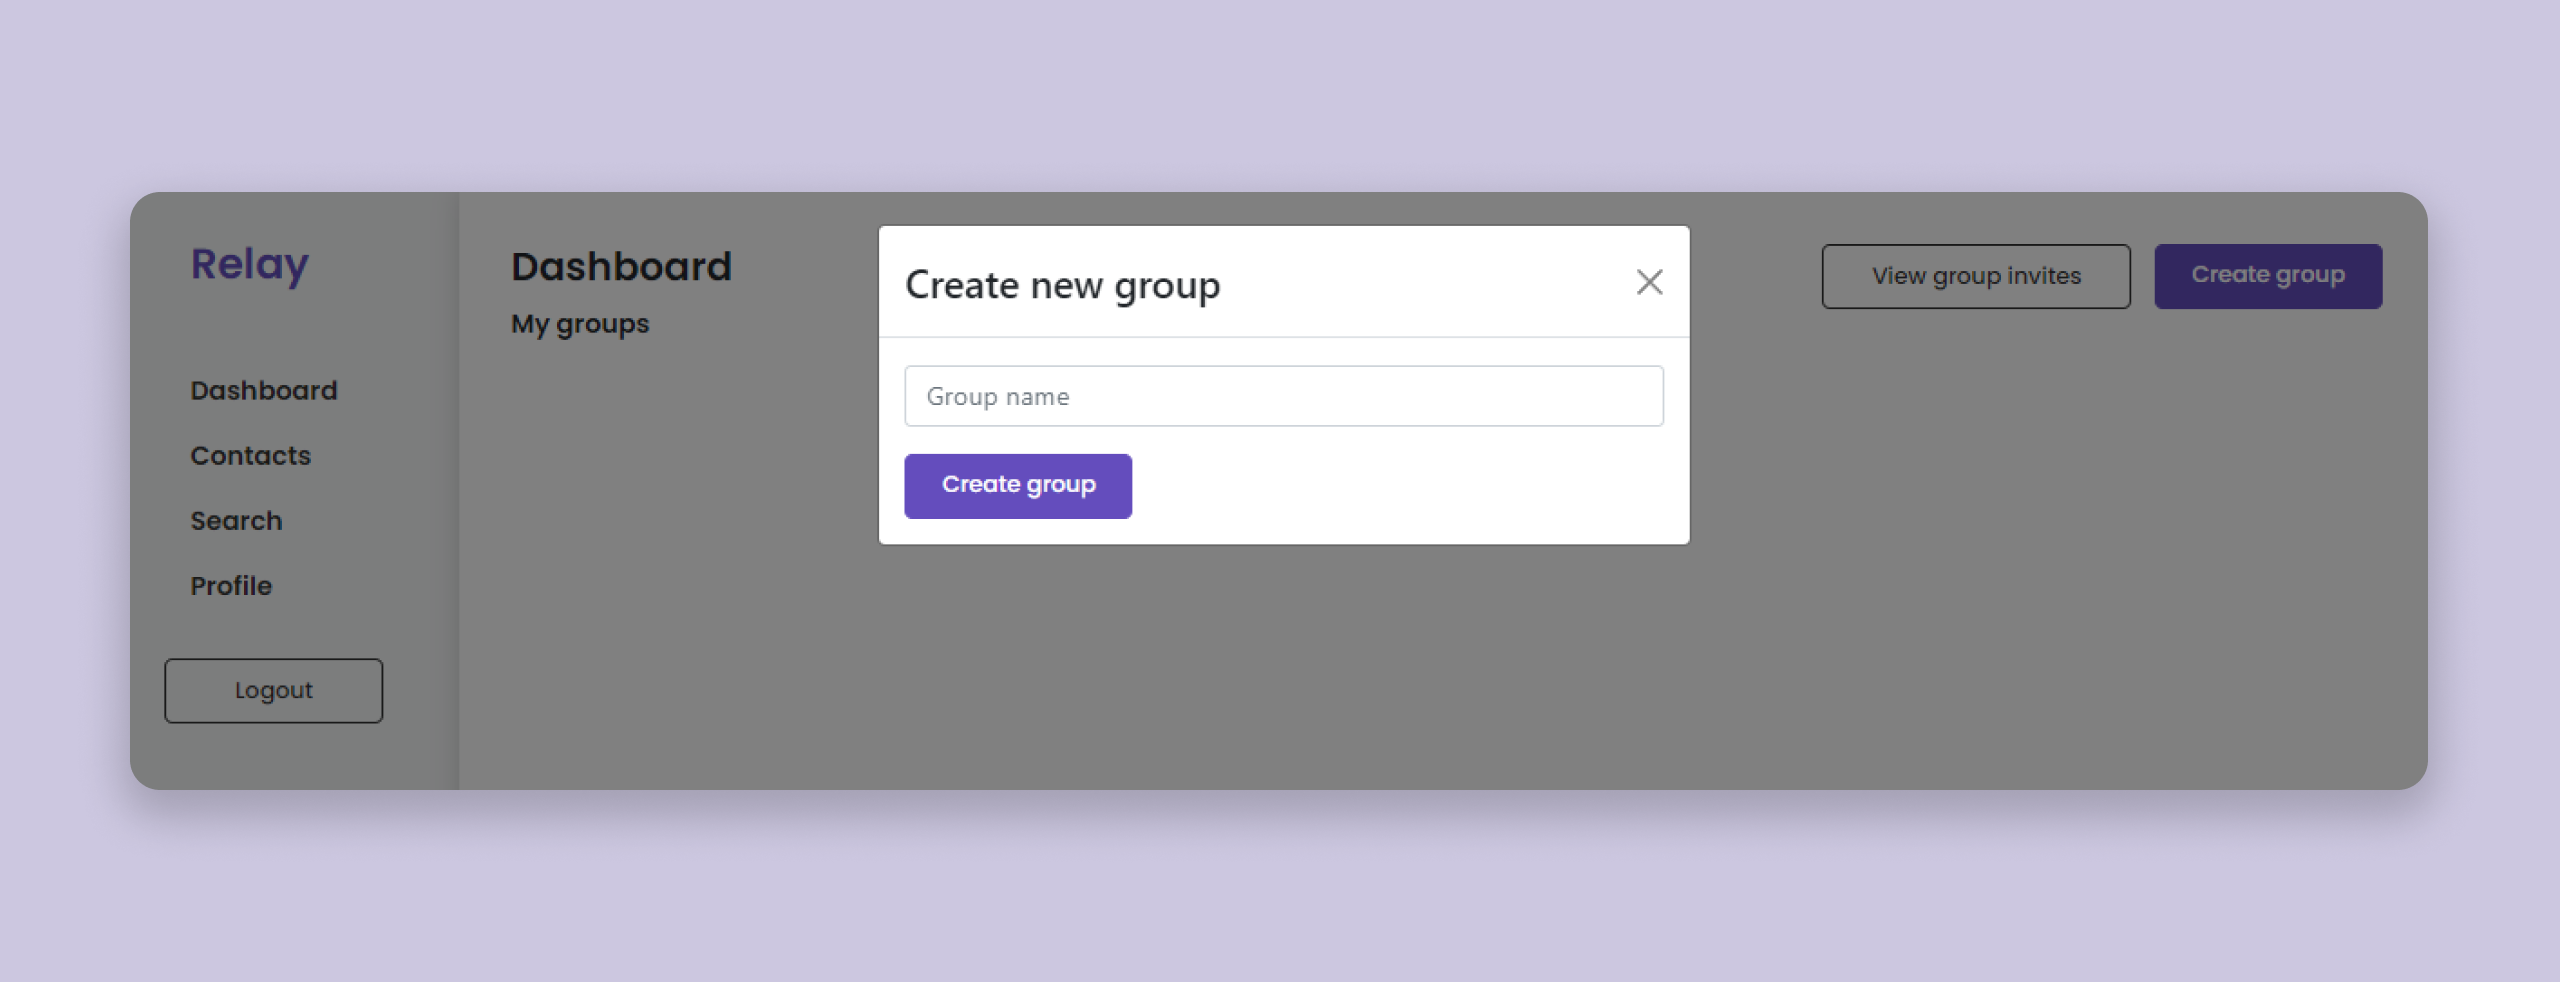 Relay
Dashboard
Contacts
Search
Profile
Logout
Dashboard
My groups
View group invites
Create group
Create new group
Group name
Create group